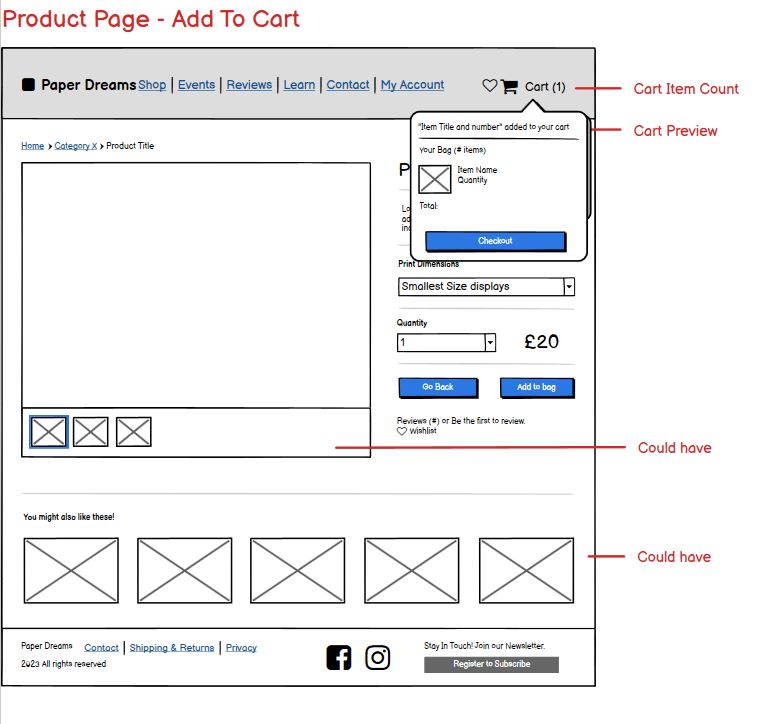 Product Page - Add To Cart
Paper Dreams Shop Events Reviews Learn Contact My Account Cart (1)
Cart Item Count
"Item Title and number" added to your cart
Cart Preview
Home > Category X > Product Title
Your Bag (# items)
P
Item Name
Quantity
Total:
Lo
ad
in
Checkout
Print Dimensions
Smallest Size displays
Quantity
1
£20
Go Back
Add to bag
Reviews (#) or Be the first to review.
Wishlist
Could have
You might also like these!
Could have
Paper Dreams Contact Shipping & Returns Privacy
2023 All rights reserved
Stay In Touch! Join our Newsletter.
Register to Subscribe